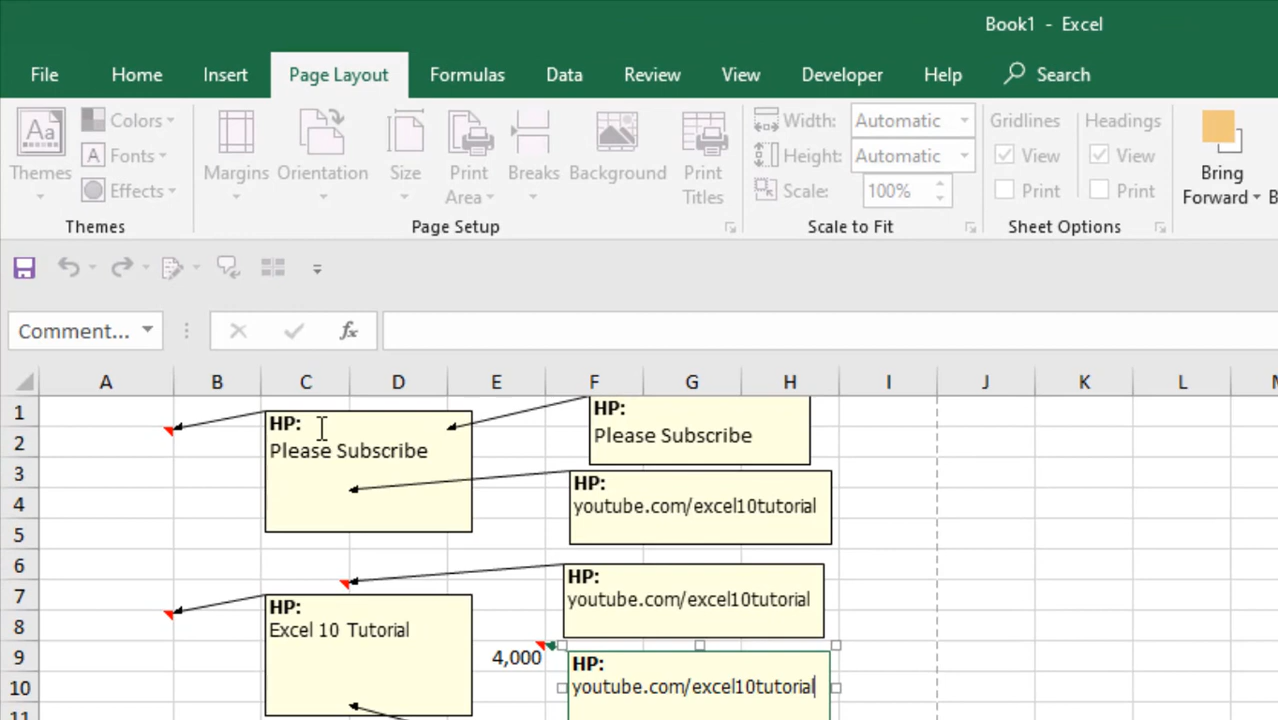 Book1 - Excel
File Home Insert Page Layout Formulas Data Review View Developer Help Search
Themes
Colors
Fonts
Effects
Themes
Margins
Orientation
Size
Print Area
Breaks
Background
Print Titles
Page Setup
Width: Automatic
Height: Automatic
Scale: 100%
Scale to Fit
Gridlines
View
Print
Headings
View
Print
Sheet Options
Bring Forward
Comment...
fx
A B C D E F G H I J K L
1
2
3
4
5
6
7
8
9
10
11
HP:
Please Subscribe
HP:
Please Subscribe
HP:
youtube.com/excel10tutorial
HP:
youtube.com/excel10tutorial
HP:
Excel 10 Tutorial
4,000
HP:
youtube.com/excel10tutorial